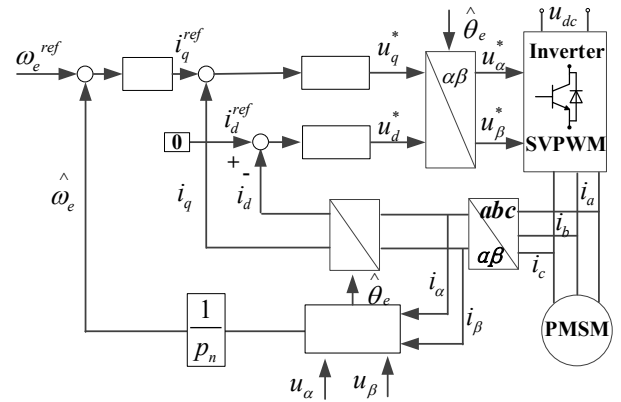 u_dc
θ̂_e
ω_e^ref
i_q^ref
u_q^*
αβ
u_α^*
Inverter
i_d^ref
0
u_d^*
u_β^*
SVPWM
+
-
ω̂_e
i_q
i_d
abc
αβ
i_a
i_b
i_c
θ̂_e
i_α
i_β
1
p_n
PMSM
u_α
u_β